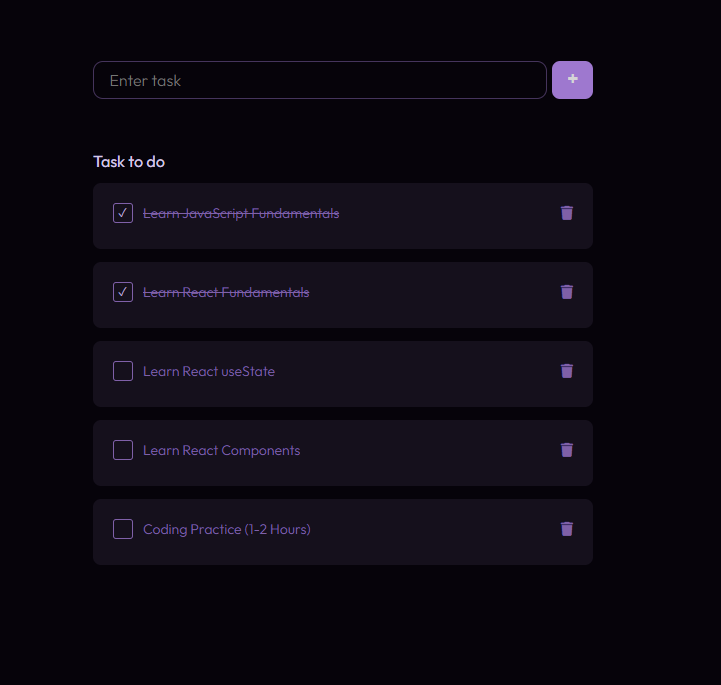 Enter task
+
Task to do
Learn JavaScript Fundamentals
Learn React Fundamentals
Learn React useState
Learn React Components
Coding Practice (1-2 Hours)